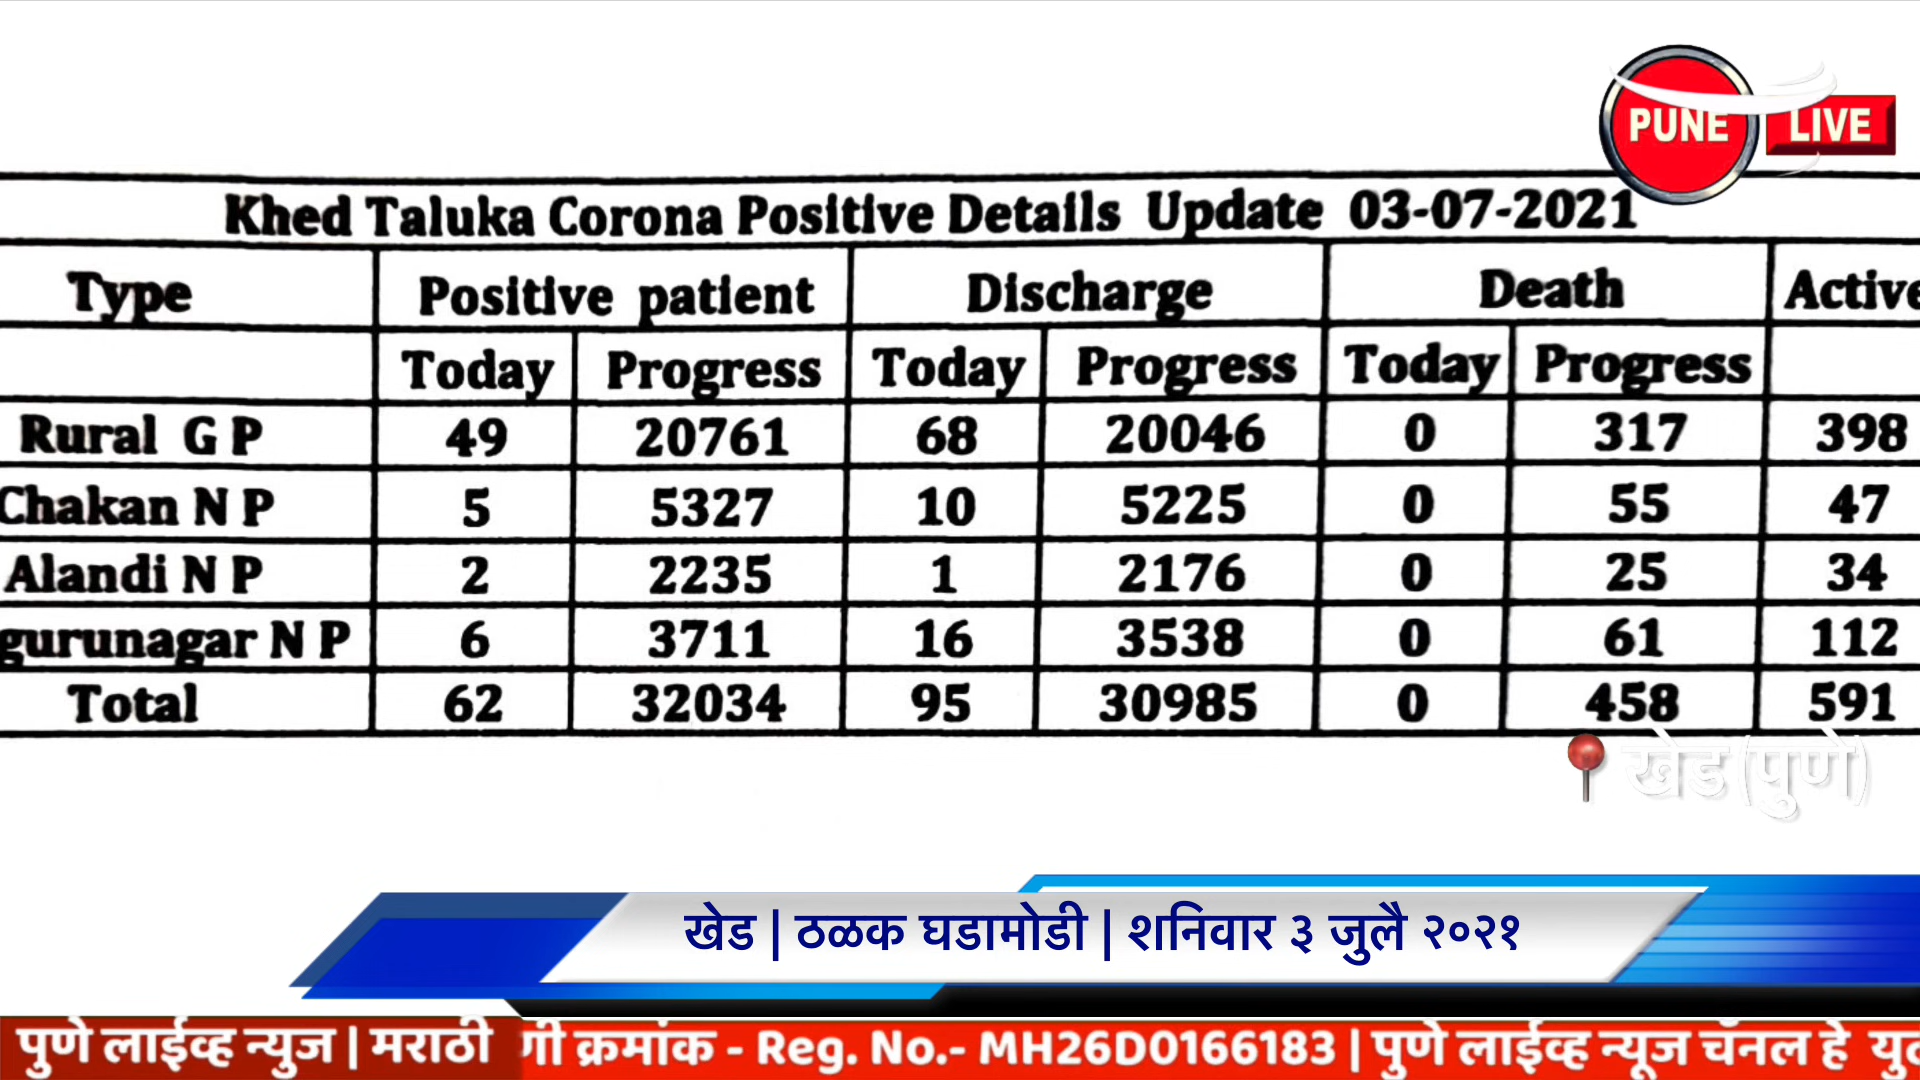 PUNE LIVE
Khed Taluka Corona Positive Details Update 03-07-2021
Type Positive patient Discharge Death Active
Today Progress Today Progress Today Progress
Rural G P 49 20761 68 20046 0 317 398
Chakan N P 5 5327 10 5225 0 55 47
Alandi N P 2 2235 1 2176 0 25 34
gurunagar N P 6 3711 16 3538 0 61 112
Total 62 32034 95 30985 0 458 591
खेड (पुणे)
खेड | ठळक घडामोडी | शनिवार ३ जुलै २०२१
पुणे लाईव्ह न्युज | मराठी णी क्रमांक - Reg. No.- MH26D0166183 | पुणे लाईव्ह न्यूज चॅनल हे